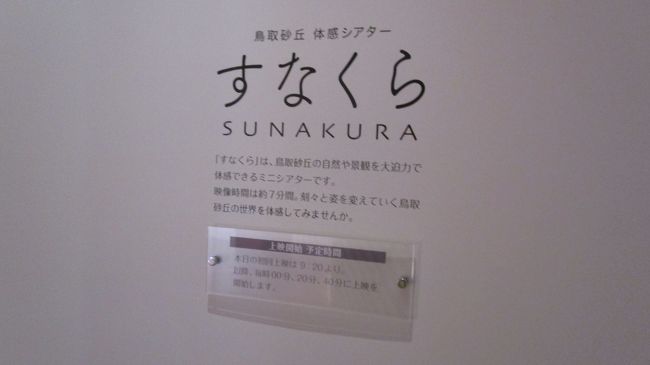 鳥取砂丘 体感シアター
すなくら
SUNAKURA
「すなくら」は、鳥取砂丘の自然や景観を大迫力で
体感できるミニシアターです。
映像時間は約7分間。刻々と姿を変えていく鳥取
砂丘の世界を体感してみませんか。
上映開始 予定時間
本日の初回上映は 9：20より。
以降、毎時00分、20分、40分に上映を
開始します。